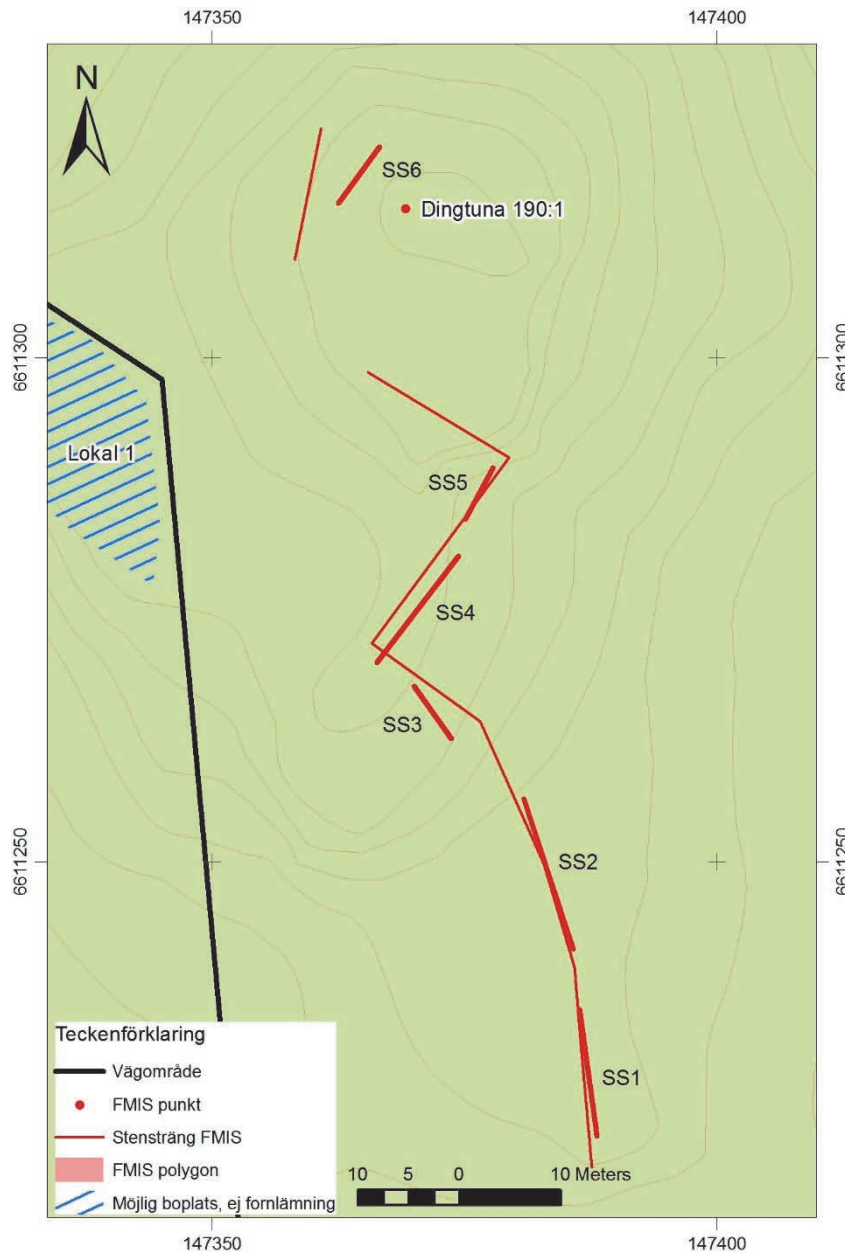 147350
147400
N
SS6
Dingtuna 190:1
6611300
6611300
Lokal 1
SS5
SS4
SS3
6611250
6611250
SS2
SS1
Teckenförklaring
Vägområde
FMIS punkt
Stensträng FMIS
FMIS polygon
Möjlig boplats, ej fornlämning
10 5 0 10 Meters
147350
147400